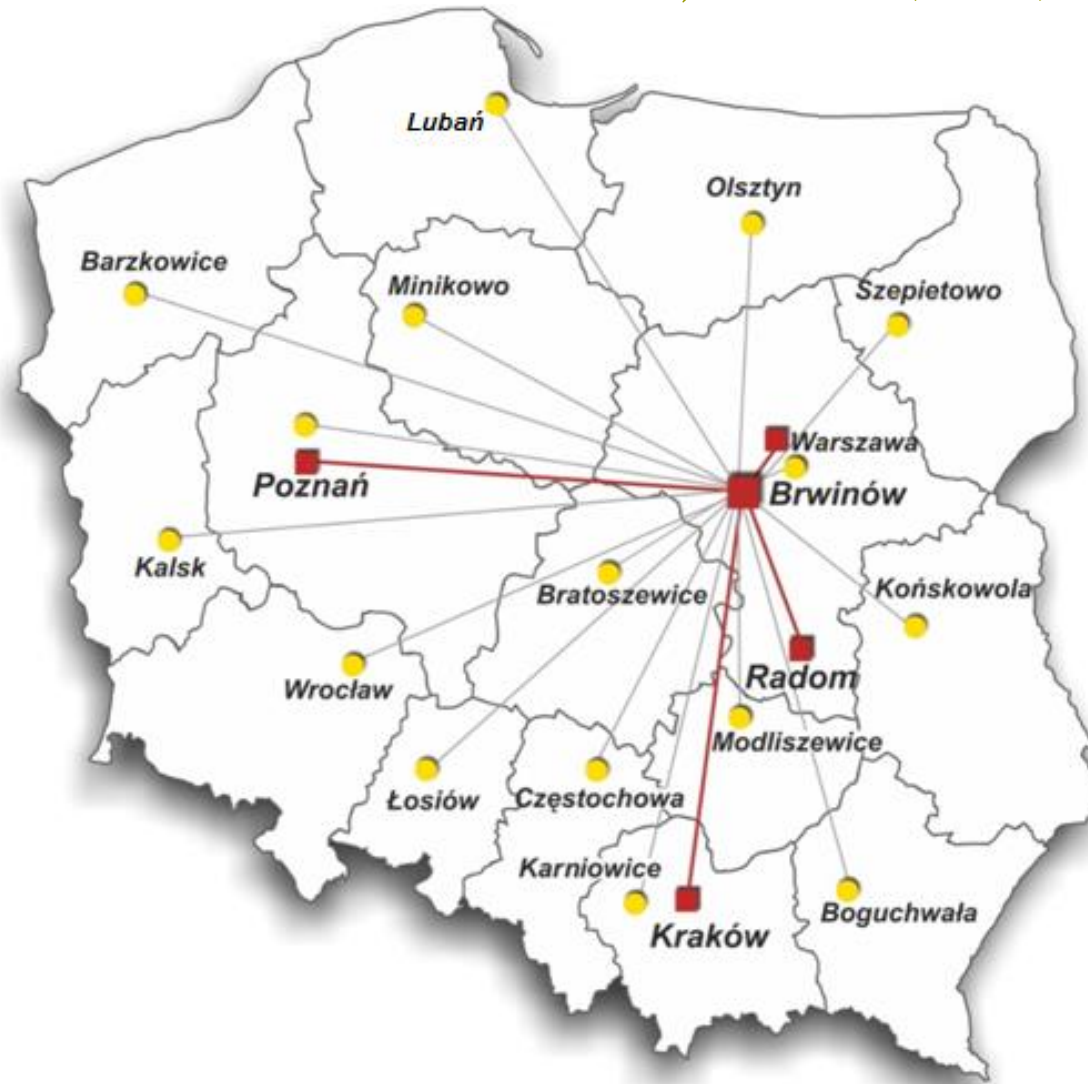 Lubań
Olsztyn
Barzkowice
Minikowo
Szepietowo
Warszawa
Poznań
Brwinów
Kalsk
Bratoszewice
Końskowola
Wrocław
Radom
Modliszewice
Łosiów
Częstochowa
Karniowice
Boguchwała
Kraków